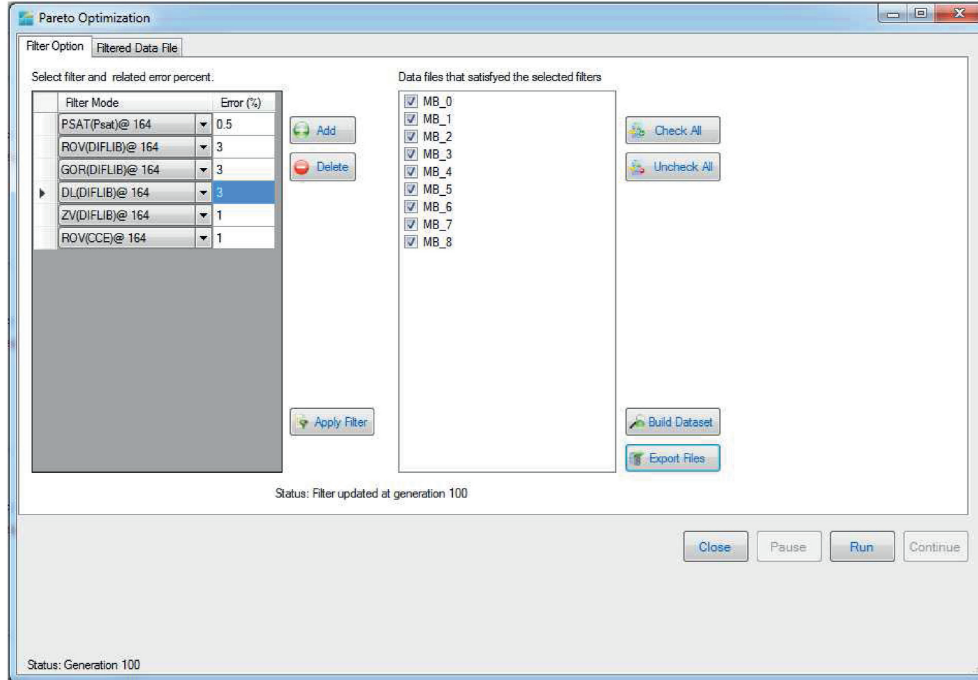 Pareto Optimization
Filter Option Filtered Data File
Select filter and related error percent.
Filter Mode Error (%)
PSAT(Psat)@ 164 0.5
ROV(DIFLIB)@ 164 3
GOR(DIFLIB)@ 164 3
DL(DIFLIB)@ 164 3
ZV(DIFLIB)@ 164 1
ROV(CCE)@ 164 1
Add
Delete
Apply Filter
Data files that satisfyed the selected filters
MB_0
MB_1
MB_2
MB_3
MB_4
MB_5
MB_6
MB_7
MB_8
Check All
Uncheck All
Build Dataset
Export Files
Status: Filter updated at generation 100
Close Pause Run Continue
Status: Generation 100